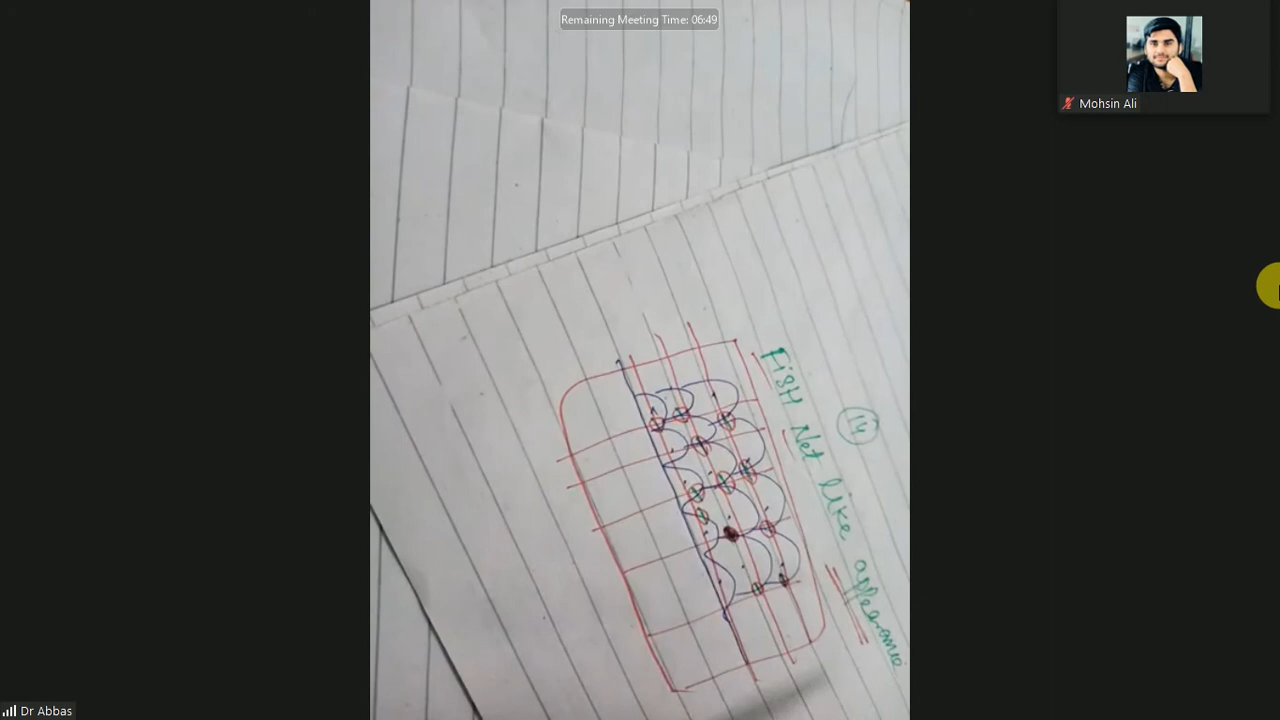 Remaining Meeting Time: 06:49
Mohsin Ali
14
FisH Net like appearance
Dr Abbas